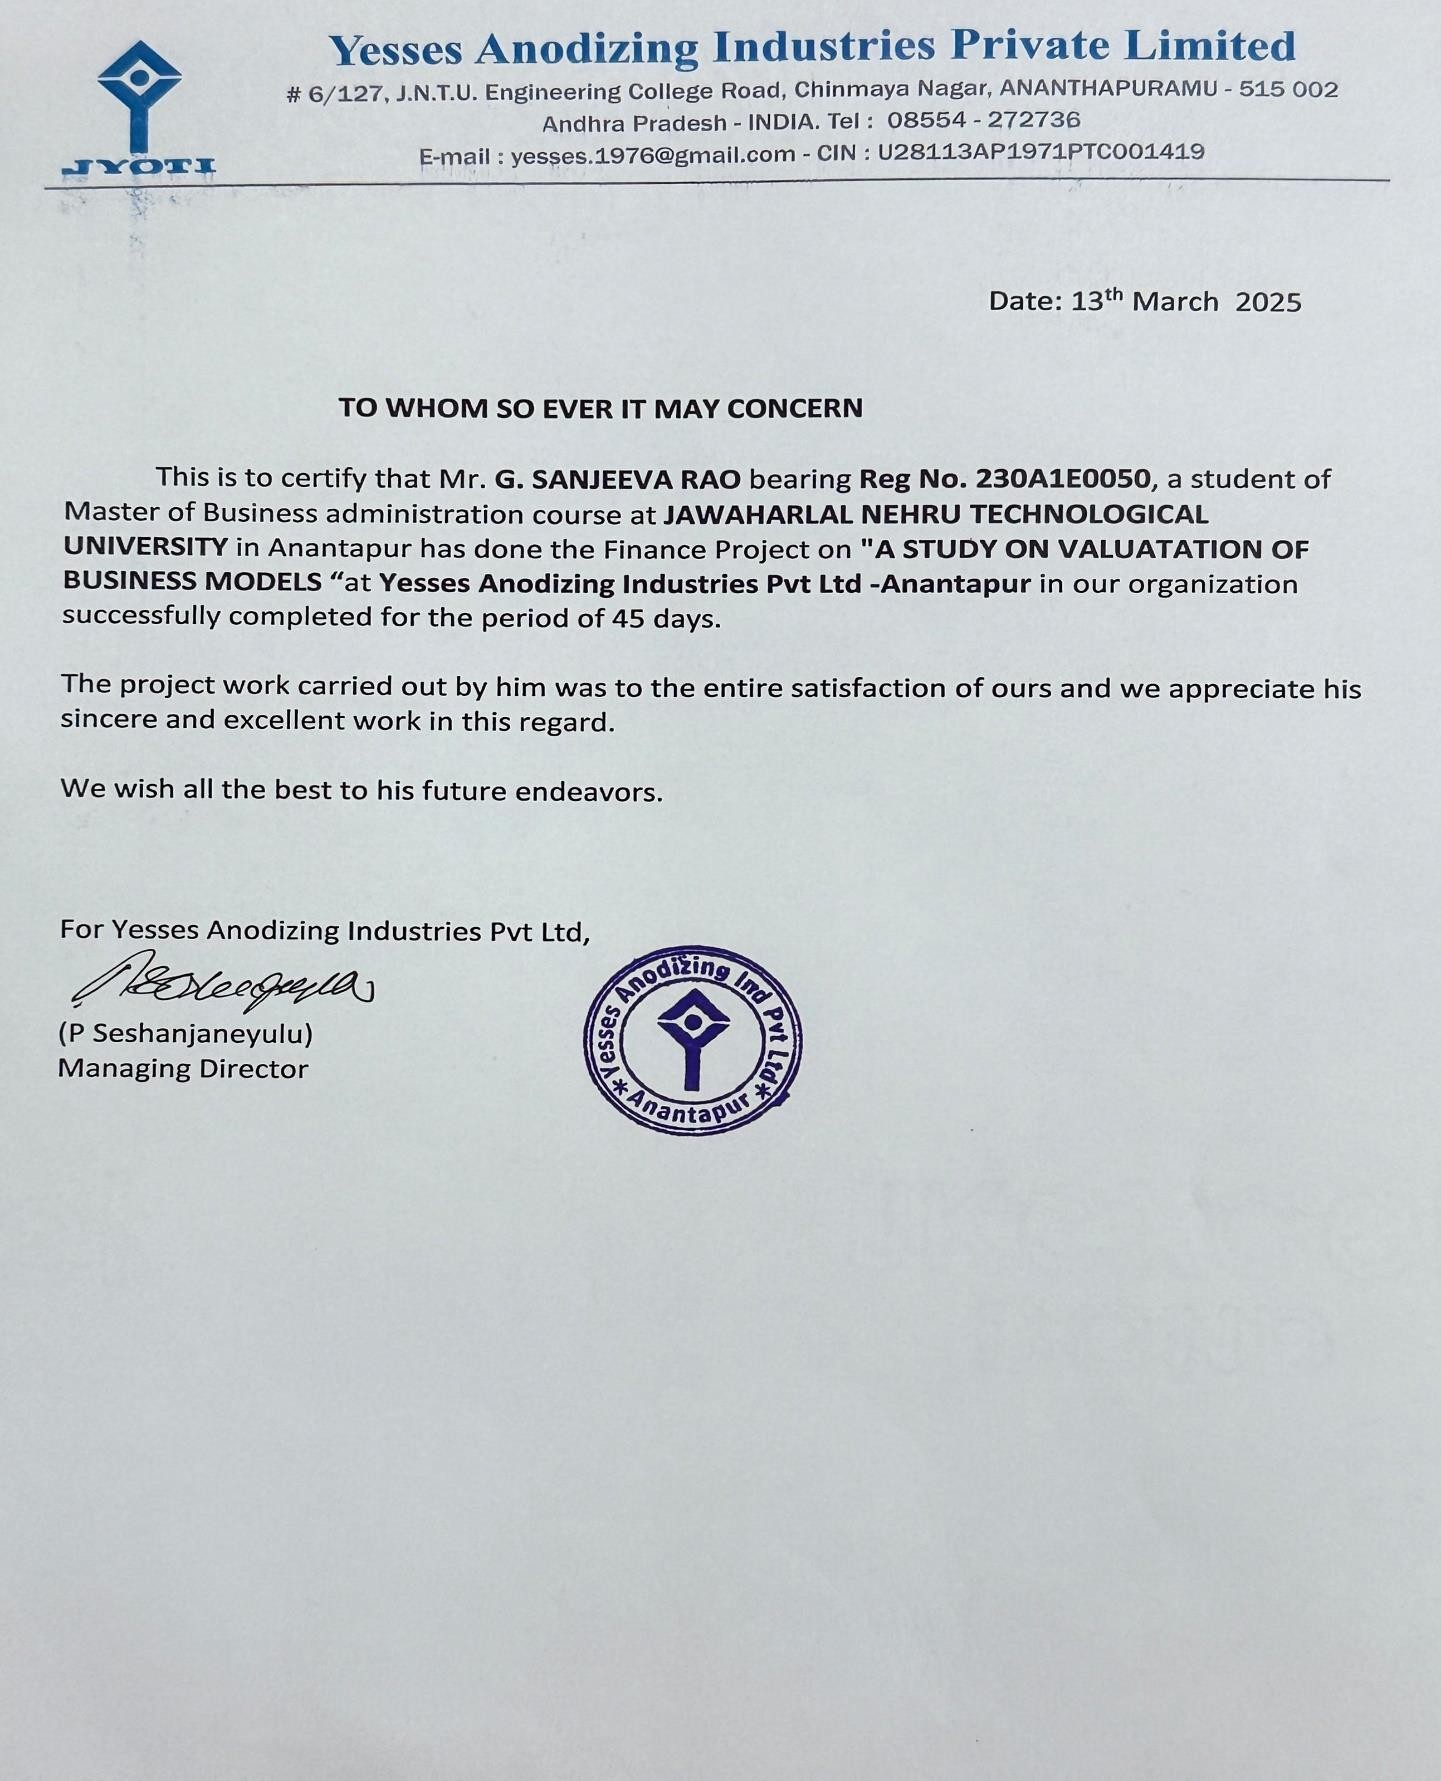 Yesses Anodizing Industries Private Limited
# 6/127, J.N.T.U. Engineering College Road, Chinmaya Nagar, ANANTHAPURAMU - 515 002
Andhra Pradesh - INDIA. Tel : 08554 - 272736
E-mail : yesses.1976@gmail.com - CIN : U28113AP1971PTC001419
JYOTI
Date: 13th March 2025
TO WHOM SO EVER IT MAY CONCERN
This is to certify that Mr. G. SANJEEVA RAO bearing Reg No. 230A1E0050, a student of
Master of Business administration course at JAWAHARLAL NEHRU TECHNOLOGICAL
UNIVERSITY in Anantapur has done the Finance Project on "A STUDY ON VALUATATION OF
BUSINESS MODELS “at Yesses Anodizing Industries Pvt Ltd -Anantapur in our organization
successfully completed for the period of 45 days.
The project work carried out by him was to the entire satisfaction of ours and we appreciate his
sincere and excellent work in this regard.
We wish all the best to his future endeavors.
For Yesses Anodizing Industries Pvt Ltd,
(P Seshanjaneyulu)
Managing Director
Yesses Anodizing Ind Pvt Ltd
* Anantapur *